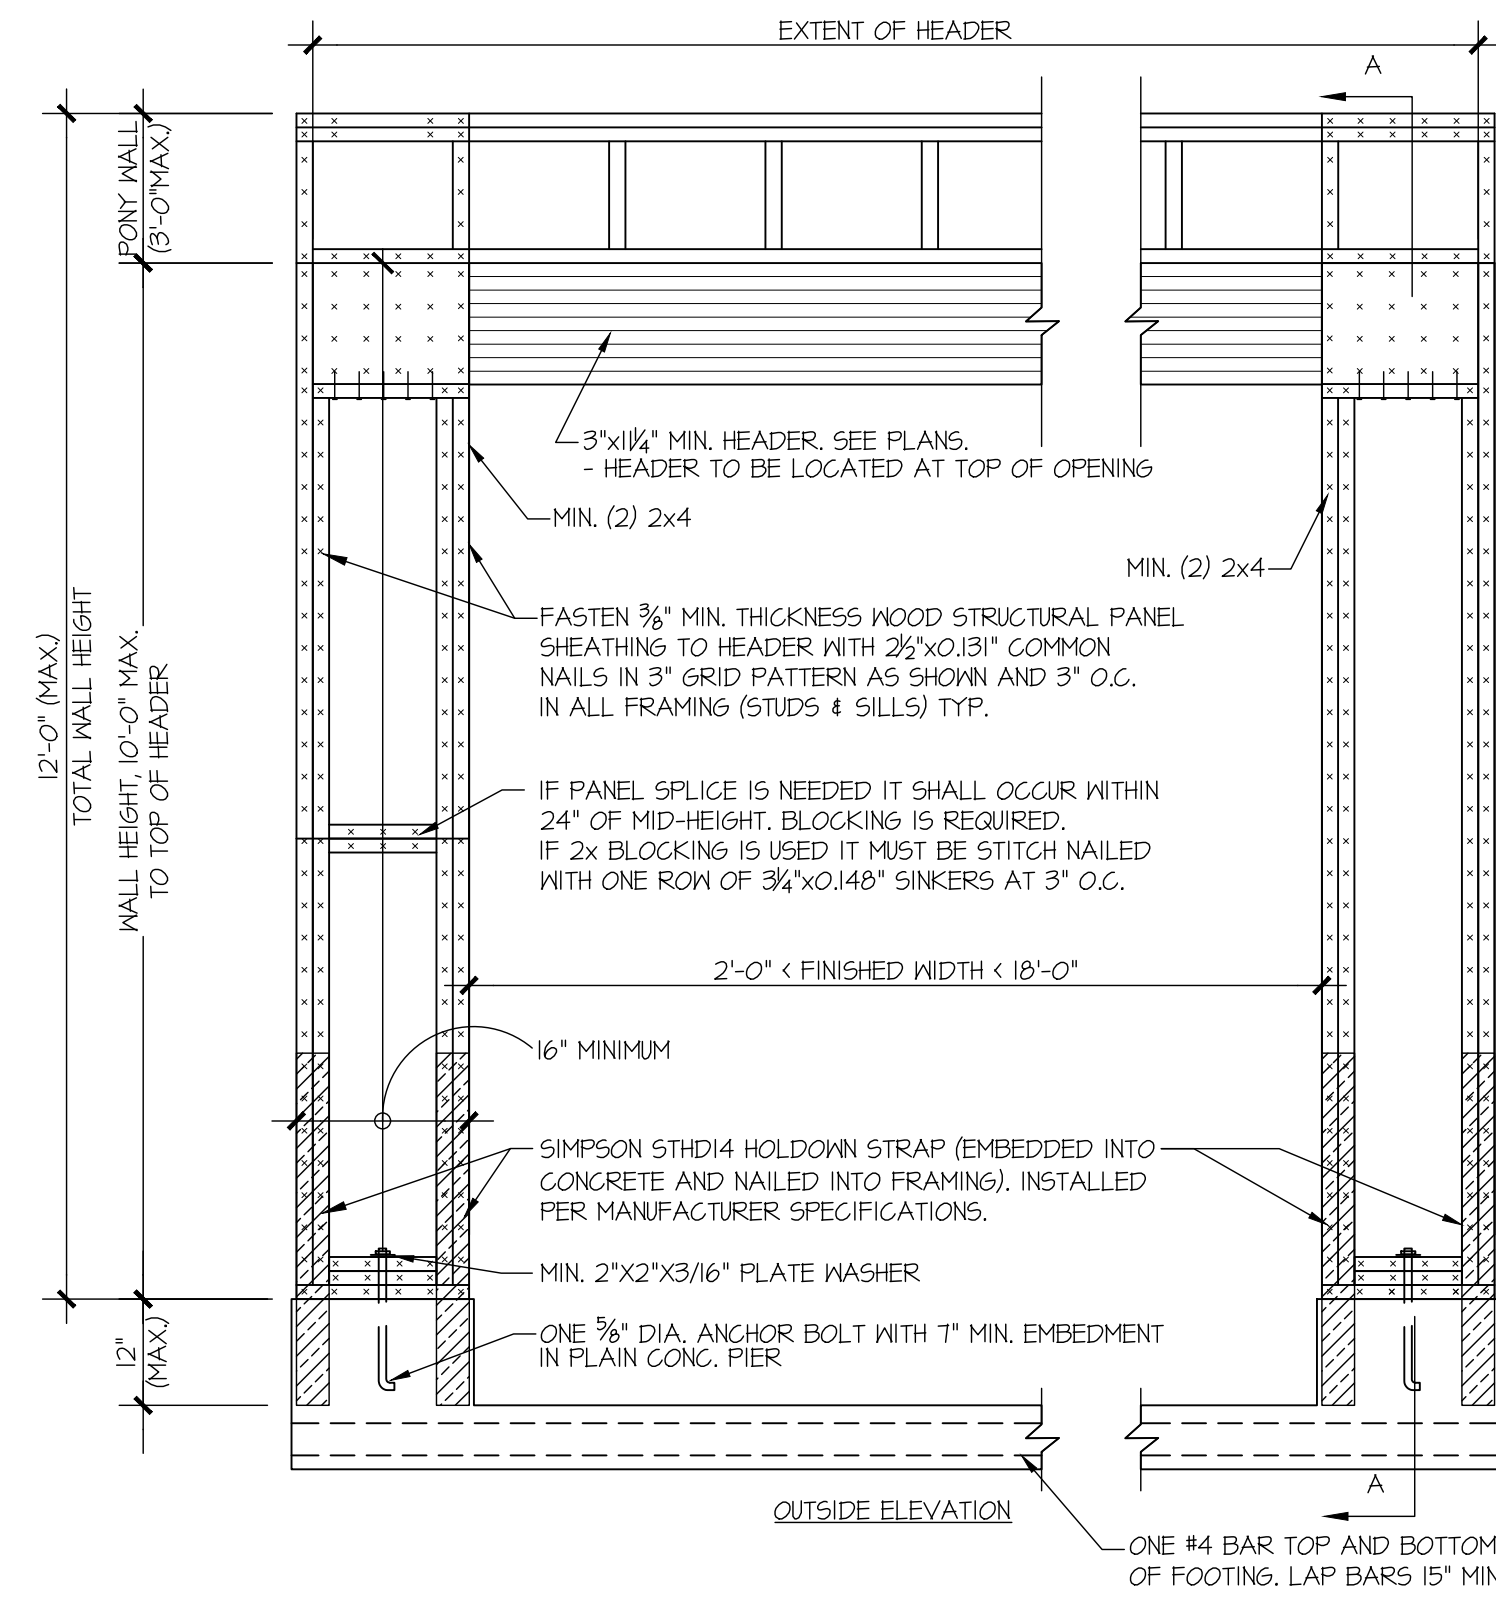 EXTENT OF HEADER
A
PONY WALL
(3'-0"MAX.)
3"x11¼" MIN. HEADER. SEE PLANS.
- HEADER TO BE LOCATED AT TOP OF OPENING
MIN. (2) 2x4
MIN. (2) 2x4
12'-0" (MAX.)
TOTAL WALL HEIGHT
WALL HEIGHT, 10'-0" MAX.
TO TOP OF HEADER
FASTEN ⅜" MIN. THICKNESS WOOD STRUCTURAL PANEL
SHEATHING TO HEADER WITH 2½"x0.131" COMMON
NAILS IN 3" GRID PATTERN AS SHOWN AND 3" O.C.
IN ALL FRAMING (STUDS & SILLS) TYP.
IF PANEL SPLICE IS NEEDED IT SHALL OCCUR WITHIN
24" OF MID-HEIGHT. BLOCKING IS REQUIRED.
IF 2x BLOCKING IS USED IT MUST BE STITCH NAILED
WITH ONE ROW OF 3¼"x0.148" SINKERS AT 3" O.C.
2'-0" < FINISHED WIDTH < 18'-0"
16" MINIMUM
SIMPSON STHD14 HOLDOWN STRAP (EMBEDDED INTO
CONCRETE AND NAILED INTO FRAMING). INSTALLED
PER MANUFACTURER SPECIFICATIONS.
MIN. 2"X2"X3/16" PLATE WASHER
12"
(MAX.)
ONE ⅝" DIA. ANCHOR BOLT WITH 7" MIN. EMBEDMENT
IN PLAIN CONC. PIER
A
OUTSIDE ELEVATION
ONE #4 BAR TOP AND BOTTOM
OF FOOTING. LAP BARS 15" MIN